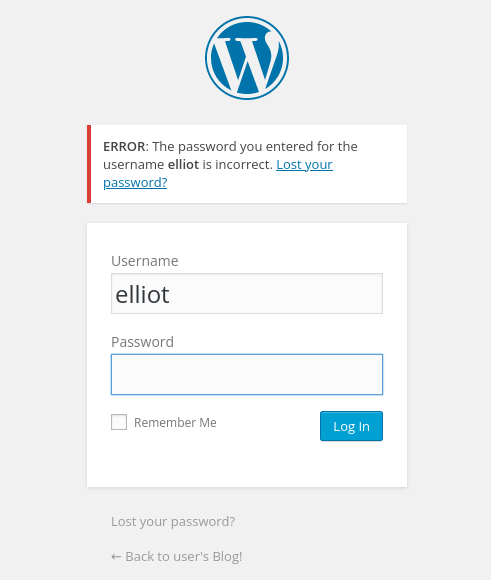 ERROR: The password you entered for the
username elliot is incorrect. Lost your
password?
Username
elliot
Password
Remember Me
Log In
Lost your password?
← Back to user's Blog!